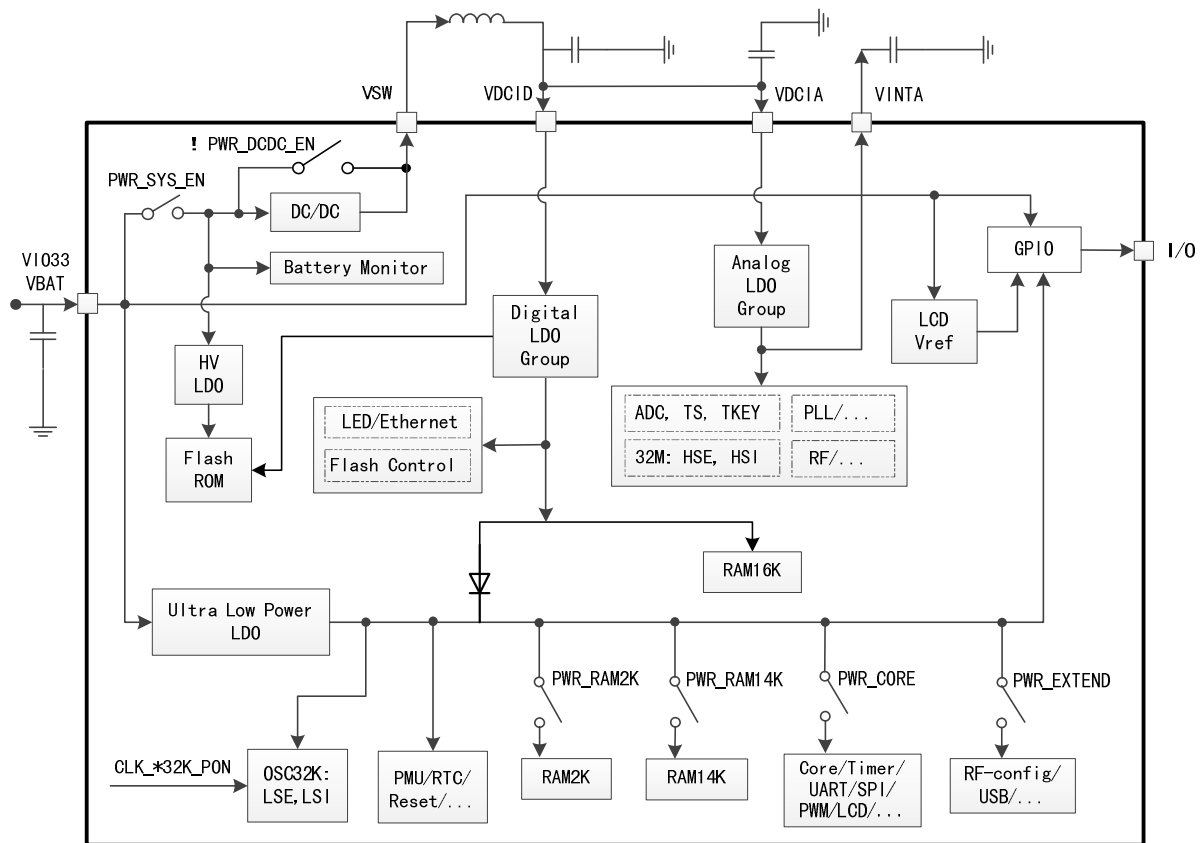 VSW
VDCID
VDCIA
VINTA
! PWR_DCDC_EN
PWR_SYS_EN
DC/DC
VIO33
VBAT
Battery Monitor
Digital
LDO
Group
Analog
LDO
Group
GPIO
I/O
LCD
Vref
HV
LDO
Flash
ROM
LED/Ethernet
Flash Control
ADC, TS, TKEY
PLL/...
32M: HSE, HSI
RF/...
RAM16K
Ultra Low Power
LDO
PWR_RAM2K
PWR_RAM14K
PWR_CORE
PWR_EXTEND
CLK_*32K_PON
OSC32K:
LSE,LSI
PMU/RTC/
Reset/...
RAM2K
RAM14K
Core/Timer/
UART/SPI/
PWM/LCD/...
RF-config/
USB/...